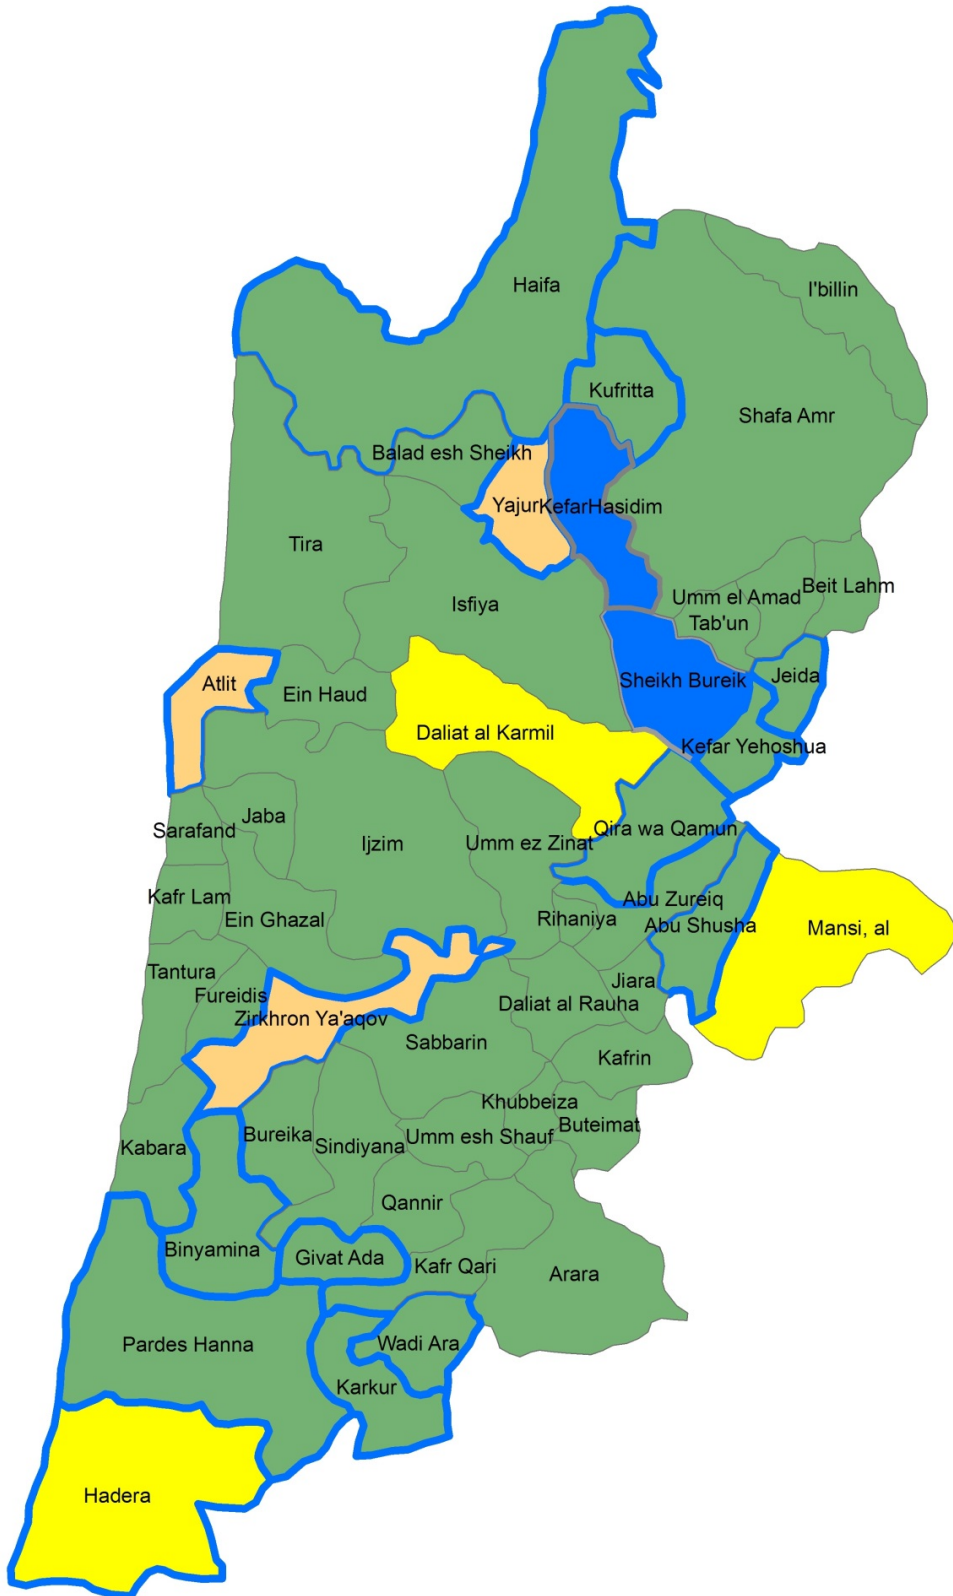 Haifa
I'billin
Kufritta
Shafa Amr
Balad esh Sheikh
Yajur
KefarHasidim
Tira
Isfiya
Umm el Amad
Beit Lahm
Tab'un
Atlit
Ein Haud
Sheikh Bureik
Jeida
Daliat al Karmil
Kefar Yehoshua
Sarafand
Jaba
Ijzim
Umm ez Zinat
Qira wa Qamun
Kafr Lam
Ein Ghazal
Rihaniya
Abu Zureiq
Abu Shusha
Mansi, al
Tantura
Fureidis
Jiara
Daliat al Rauha
Zirkhron Ya'aqov
Sabbarin
Kafrin
Khubbeiza
Buteimat
Kabara
Bureika
Sindiyana
Umm esh Shauf
Qannir
Binyamina
Givat Ada
Kafr Qari
Arara
Pardes Hanna
Wadi Ara
Karkur
Hadera